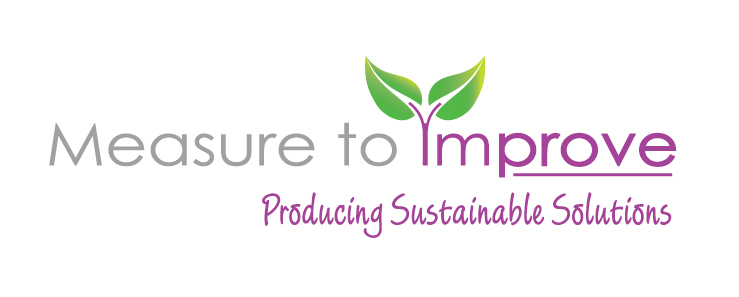 Measure to Improve
Producing Sustainable Solutions